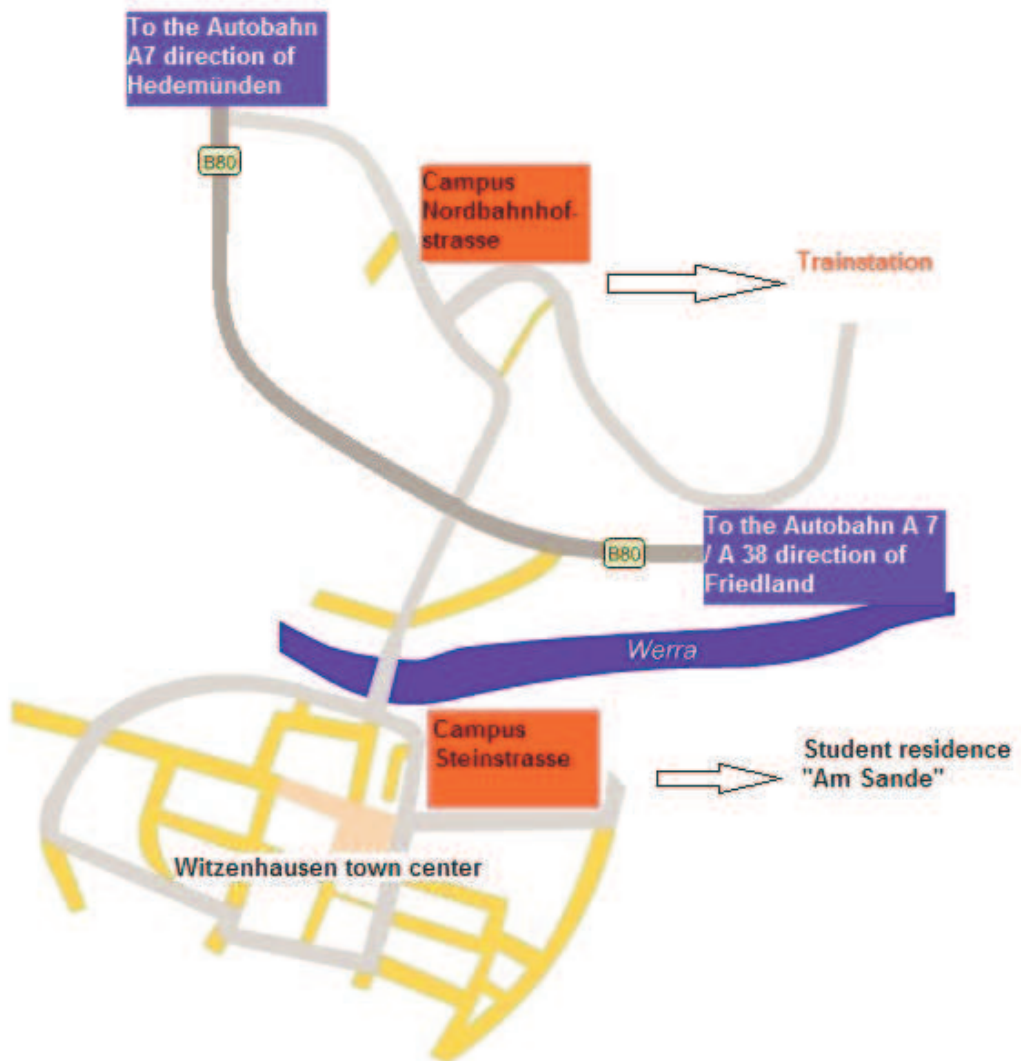 To the Autobahn
A7 direction of
Hedemünden
B80
Campus
Nordbahnhof-
strasse
Trainstation
To the Autobahn A 7
/ A 38 direction of
Friedland
B80
Werra
Campus
Steinstrasse
Student residence
"Am Sande"
Witzenhausen town center